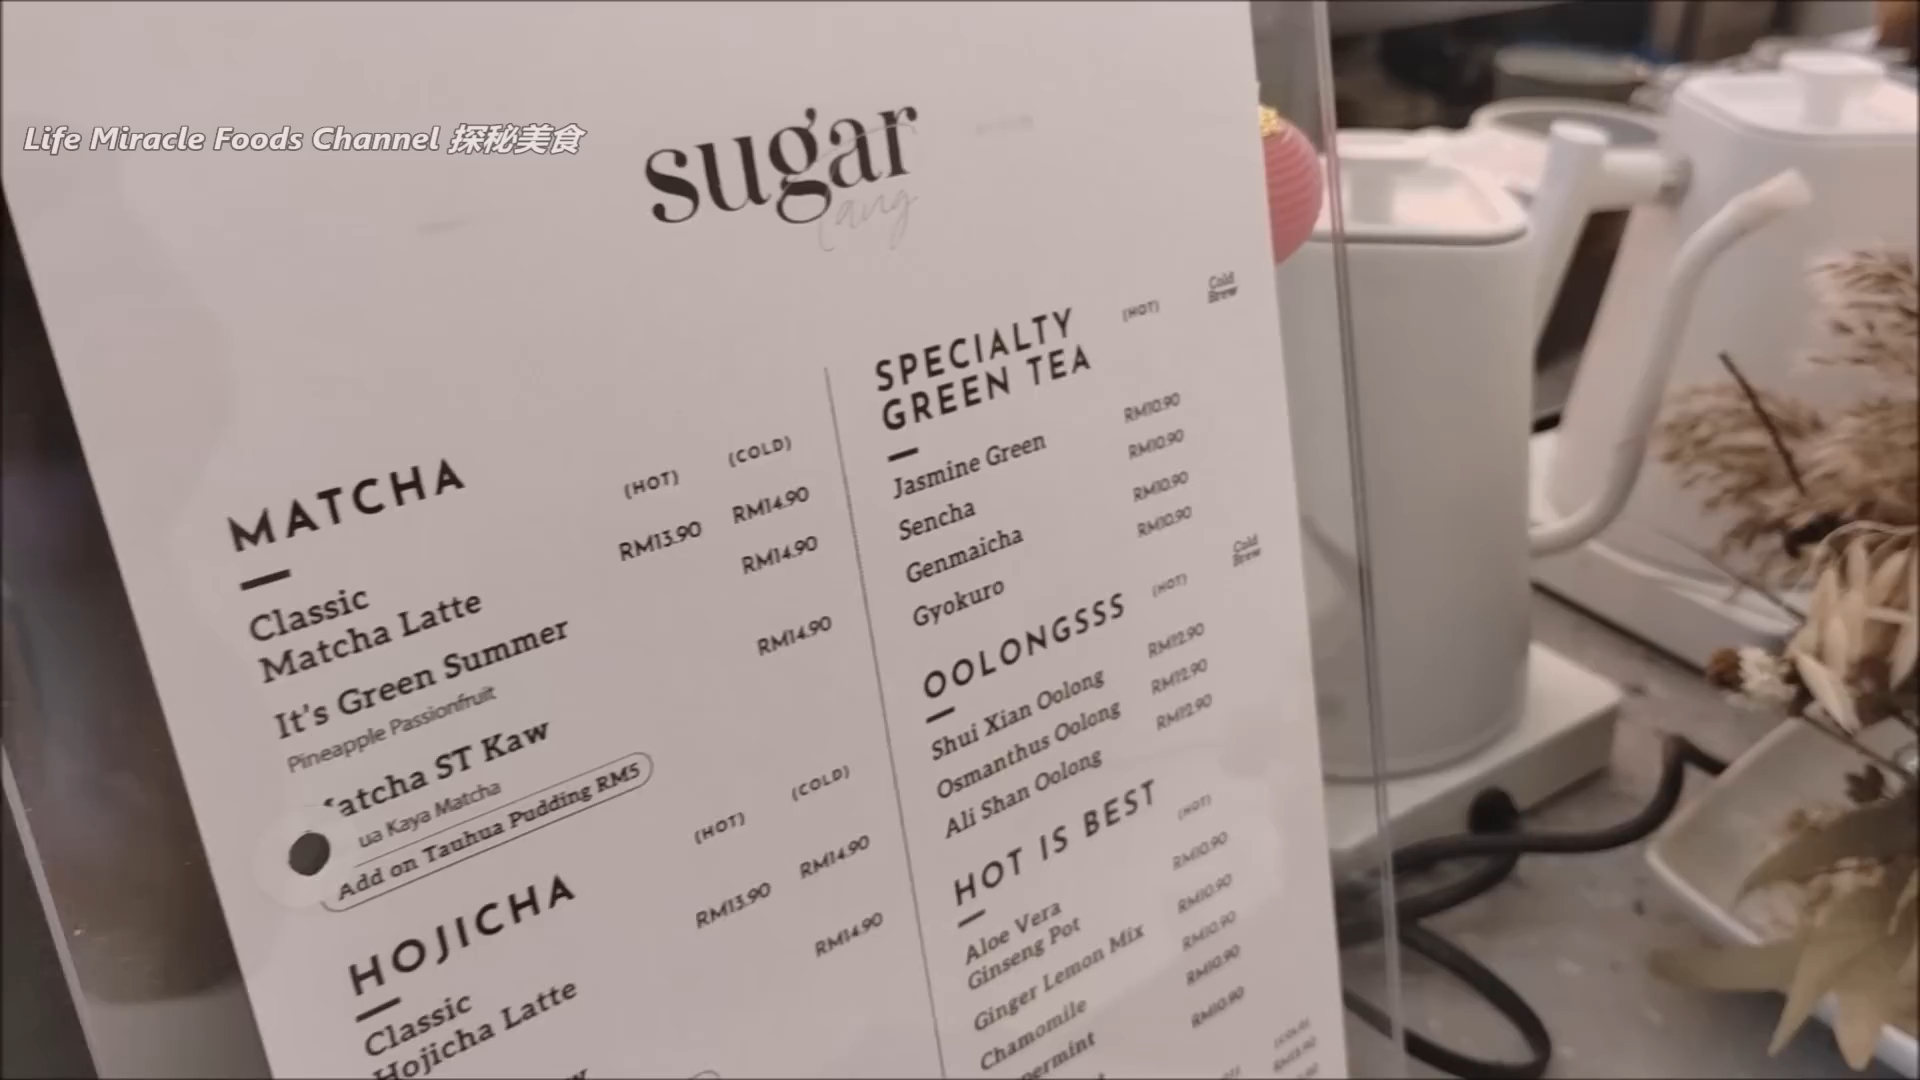 Life Miracle Foods Channel 探秘美食
sugar
lang
MATCHA
(HOT) (COLD)
Classic
Matcha Latte
RM13.90 RM14.90
It's Green Summer
RM14.90
Pineapple Passionfruit
atcha ST Kaw
RM14.90
ua Kaya Matcha
Add on Tauhua Pudding RM5
HOJICHA
(HOT) (COLD)
Classic
Hojicha Latte
RM13.90 RM14.90
RM14.90
SPECIALTY
GREEN TEA
(HOT) Cold
Brew
Jasmine Green RM10.90
Sencha RM10.90
Genmaicha RM10.90
Gyokuro RM10.90
OOLONGSSS
(HOT) Cold
Brew
Shui Xian Oolong RM12.90
Osmanthus Oolong RM12.90
Ali Shan Oolong RM12.90
HOT IS BEST
(HOT)
Aloe Vera RM10.90
Ginseng Pot RM10.90
Ginger Lemon Mix RM10.90
Chamomile RM10.90
permint RM10.90